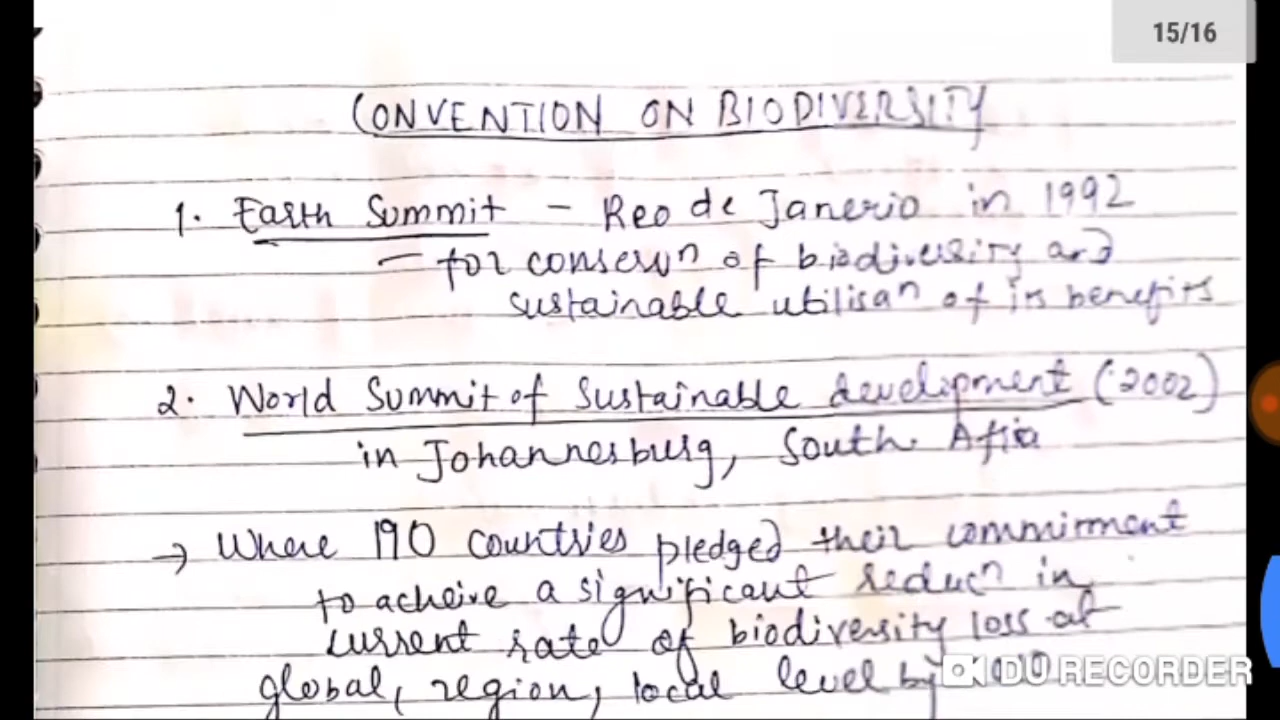 15/16
CONVENTION ON BIODIVERSITY
1. Earth Summit - Reo de Janerio in 1992
- for conservn of biodiversity and
sustainable utilisan of its benefits
2. World Summit of Sustainable development (2002)
in Johannesburg, South Afric
→ Where 190 countries pledged their commitment
to acheive a significant reducn in
current rate of biodiversity loss at
global, region, local level by
DU RECORDER